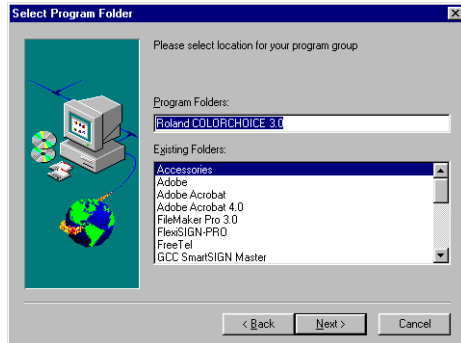 Select Program Folder
Please select location for your program group
Program Folders:
Roland COLORCHOICE 3.0
Existing Folders:
Accessories
Adobe
Adobe Acrobat
Adobe Acrobat 4.0
FileMaker Pro 3.0
FlexiSIGN-PRO
FreeTel
GCC SmartSIGN Master
< Back Next > Cancel